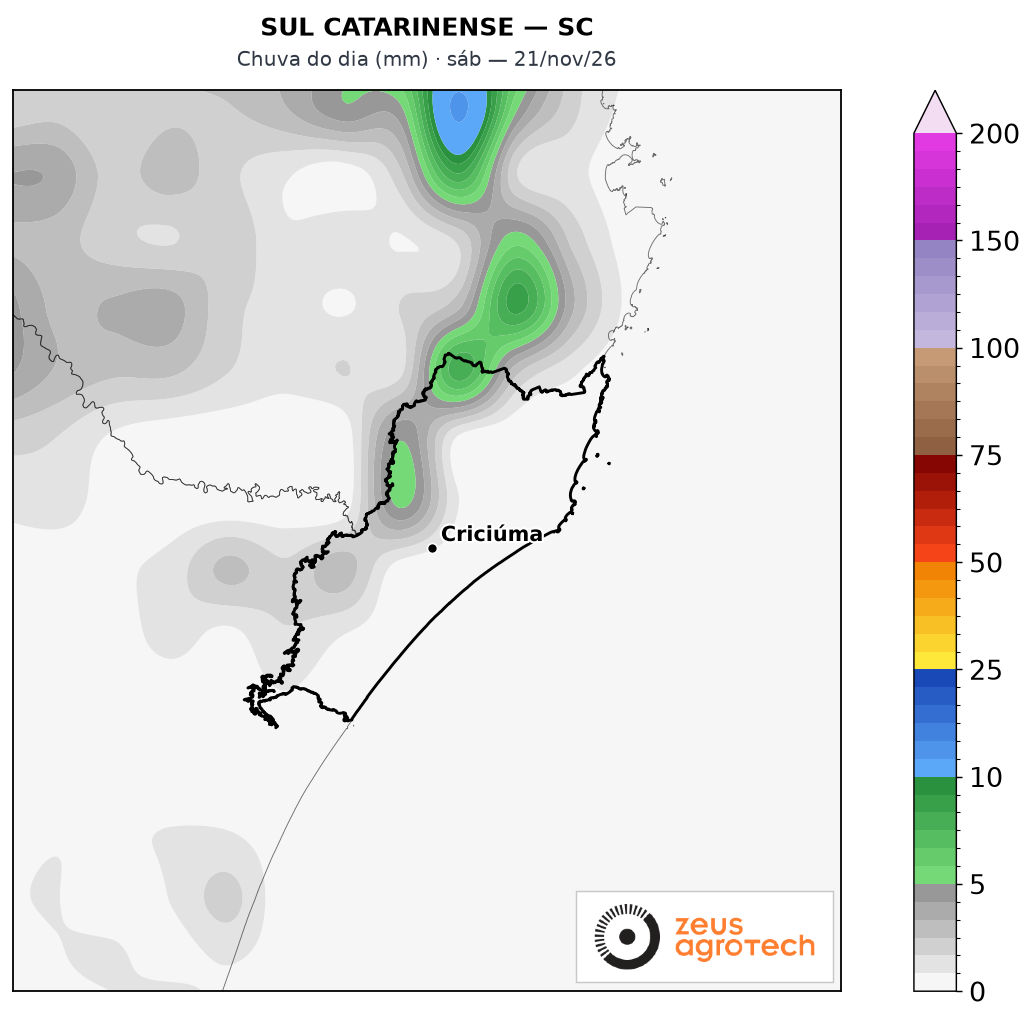 SUL CATARINENSE — SC
Chuva do dia (mm) · sáb — 21/nov/26
200
150
100
75
50
25
10
5
0
Criciúma
zeus
agrotech